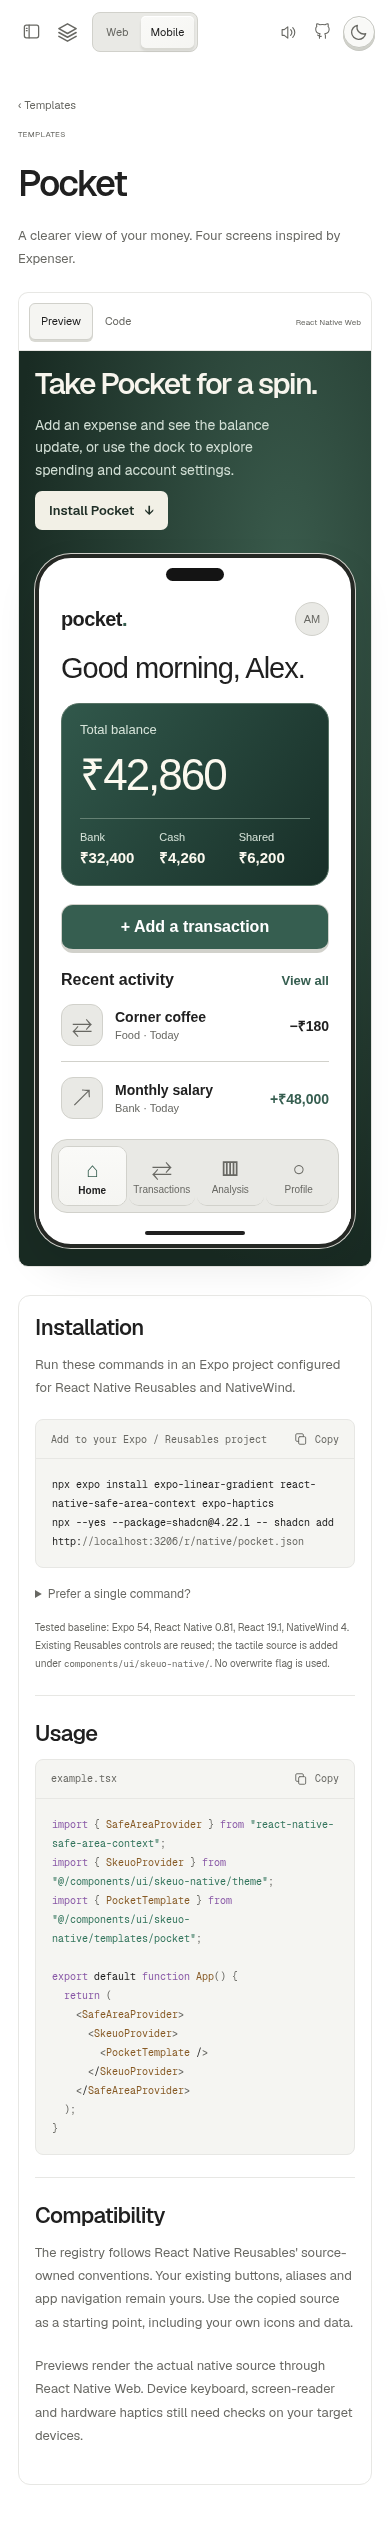 Web Mobile
‹ Templates
TEMPLATES
Pocket
A clearer view of your money. Four screens inspired by
Expenser.
Preview Code React Native Web
Take Pocket for a spin.
Add an expense and see the balance
update, or use the dock to explore
spending and account settings.
Install Pocket ↓
pocket. AM
Good morning, Alex.
Total balance
₹42,860
Bank Cash Shared
₹32,400 ₹4,260 ₹6,200
+ Add a transaction
Recent activity View all
Corner coffee
Food · Today
−₹180
Monthly salary
Bank · Today
+₹48,000
Home Transactions Analysis Profile
Installation
Run these commands in an Expo project configured
for React Native Reusables and NativeWind.
Add to your Expo / Reusables project Copy
npx expo install expo-linear-gradient react-
native-safe-area-context expo-haptics
npx --yes --package=shadcn@4.22.1 -- shadcn add
http://localhost:3206/r/native/pocket.json
▶ Prefer a single command?
Tested baseline: Expo 54, React Native 0.81, React 19.1, NativeWind 4.
Existing Reusables controls are reused; the tactile source is added
under components/ui/skeuo-native/. No overwrite flag is used.
Usage
example.tsx Copy
import { SafeAreaProvider } from "react-native-
safe-area-context";
import { SkeuoProvider } from
"@/components/ui/skeuo-native/theme";
import { PocketTemplate } from
"@/components/ui/skeuo-
native/templates/pocket";
export default function App() {
return (
<SafeAreaProvider>
<SkeuoProvider>
<PocketTemplate />
</SkeuoProvider>
</SafeAreaProvider>
);
}
Compatibility
The registry follows React Native Reusables' source-
owned conventions. Your existing buttons, aliases and
app navigation remain yours. Use the copied source
as a starting point, including your own icons and data.
Previews render the actual native source through
React Native Web. Device keyboard, screen-reader
and hardware haptics still need checks on your target
devices.